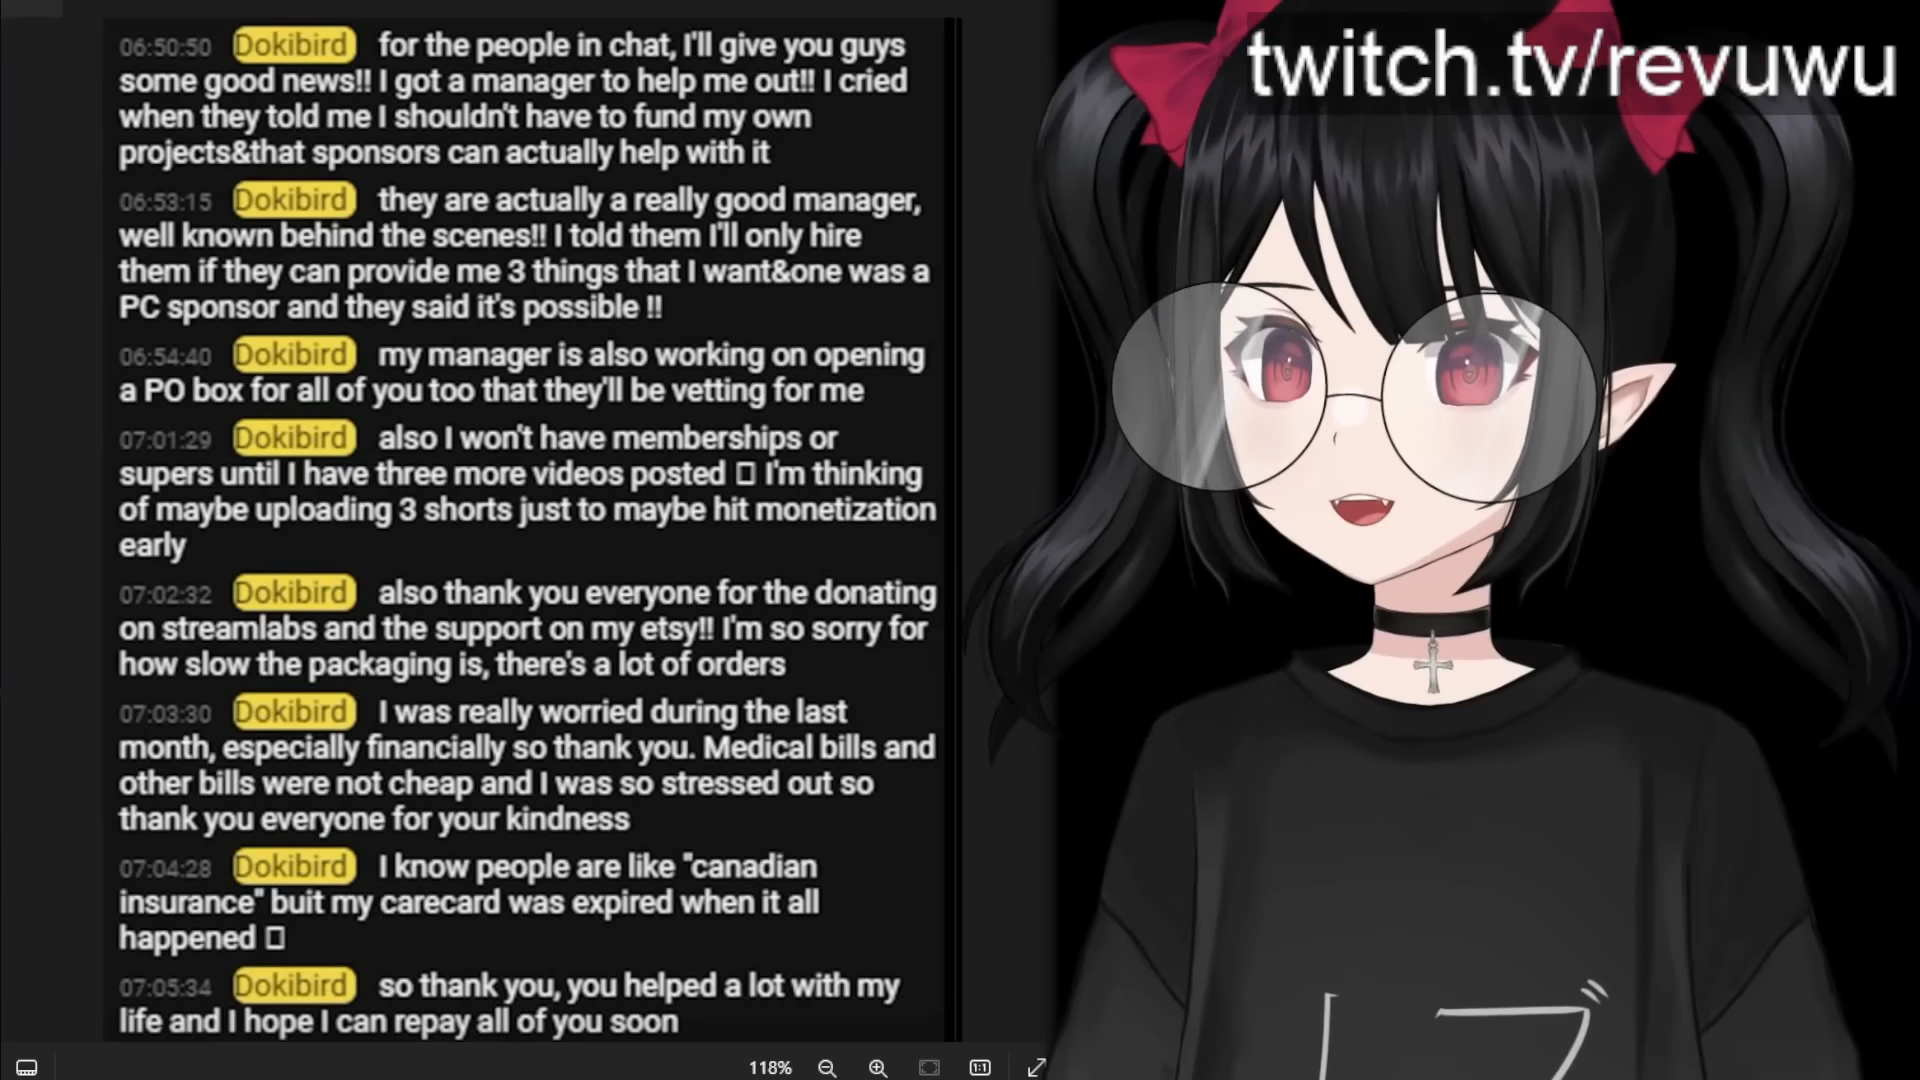 twitch.tv/revuwu
06:50:50 Dokibird for the people in chat, I'll give you guys
some good news!! I got a manager to help me out!! I cried
when they told me I shouldn't have to fund my own
projects&that sponsors can actually help with it
06:53:15 Dokibird they are actually a really good manager,
well known behind the scenes!! I told them I'll only hire
them if they can provide me 3 things that I want&one was a
PC sponsor and they said it's possible !!
06:54:40 Dokibird my manager is also working on opening
a PO box for all of you too that they'll be vetting for me
07:01:29 Dokibird also I won't have memberships or
supers until I have three more videos posted □ I'm thinking
of maybe uploading 3 shorts just to maybe hit monetization
early
07:02:32 Dokibird also thank you everyone for the donating
on streamlabs and the support on my etsy!! I'm so sorry for
how slow the packaging is, there's a lot of orders
07:03:30 Dokibird I was really worried during the last
month, especially financially so thank you. Medical bills and
other bills were not cheap and I was so stressed out so
thank you everyone for your kindness
07:04:28 Dokibird I know people are like "canadian
insurance" buit my carecard was expired when it all
happened □
07:05:34 Dokibird so thank you, you helped a lot with my
life and I hope I can repay all of you soon
レブ
118%
1:1